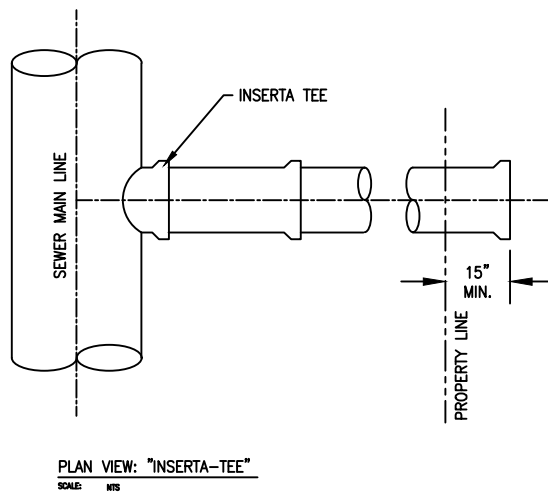 INSERTA TEE
SEWER MAIN LINE
15"
MIN.
PROPERTY LINE
PLAN VIEW: "INSERTA-TEE"
SCALE: NTS